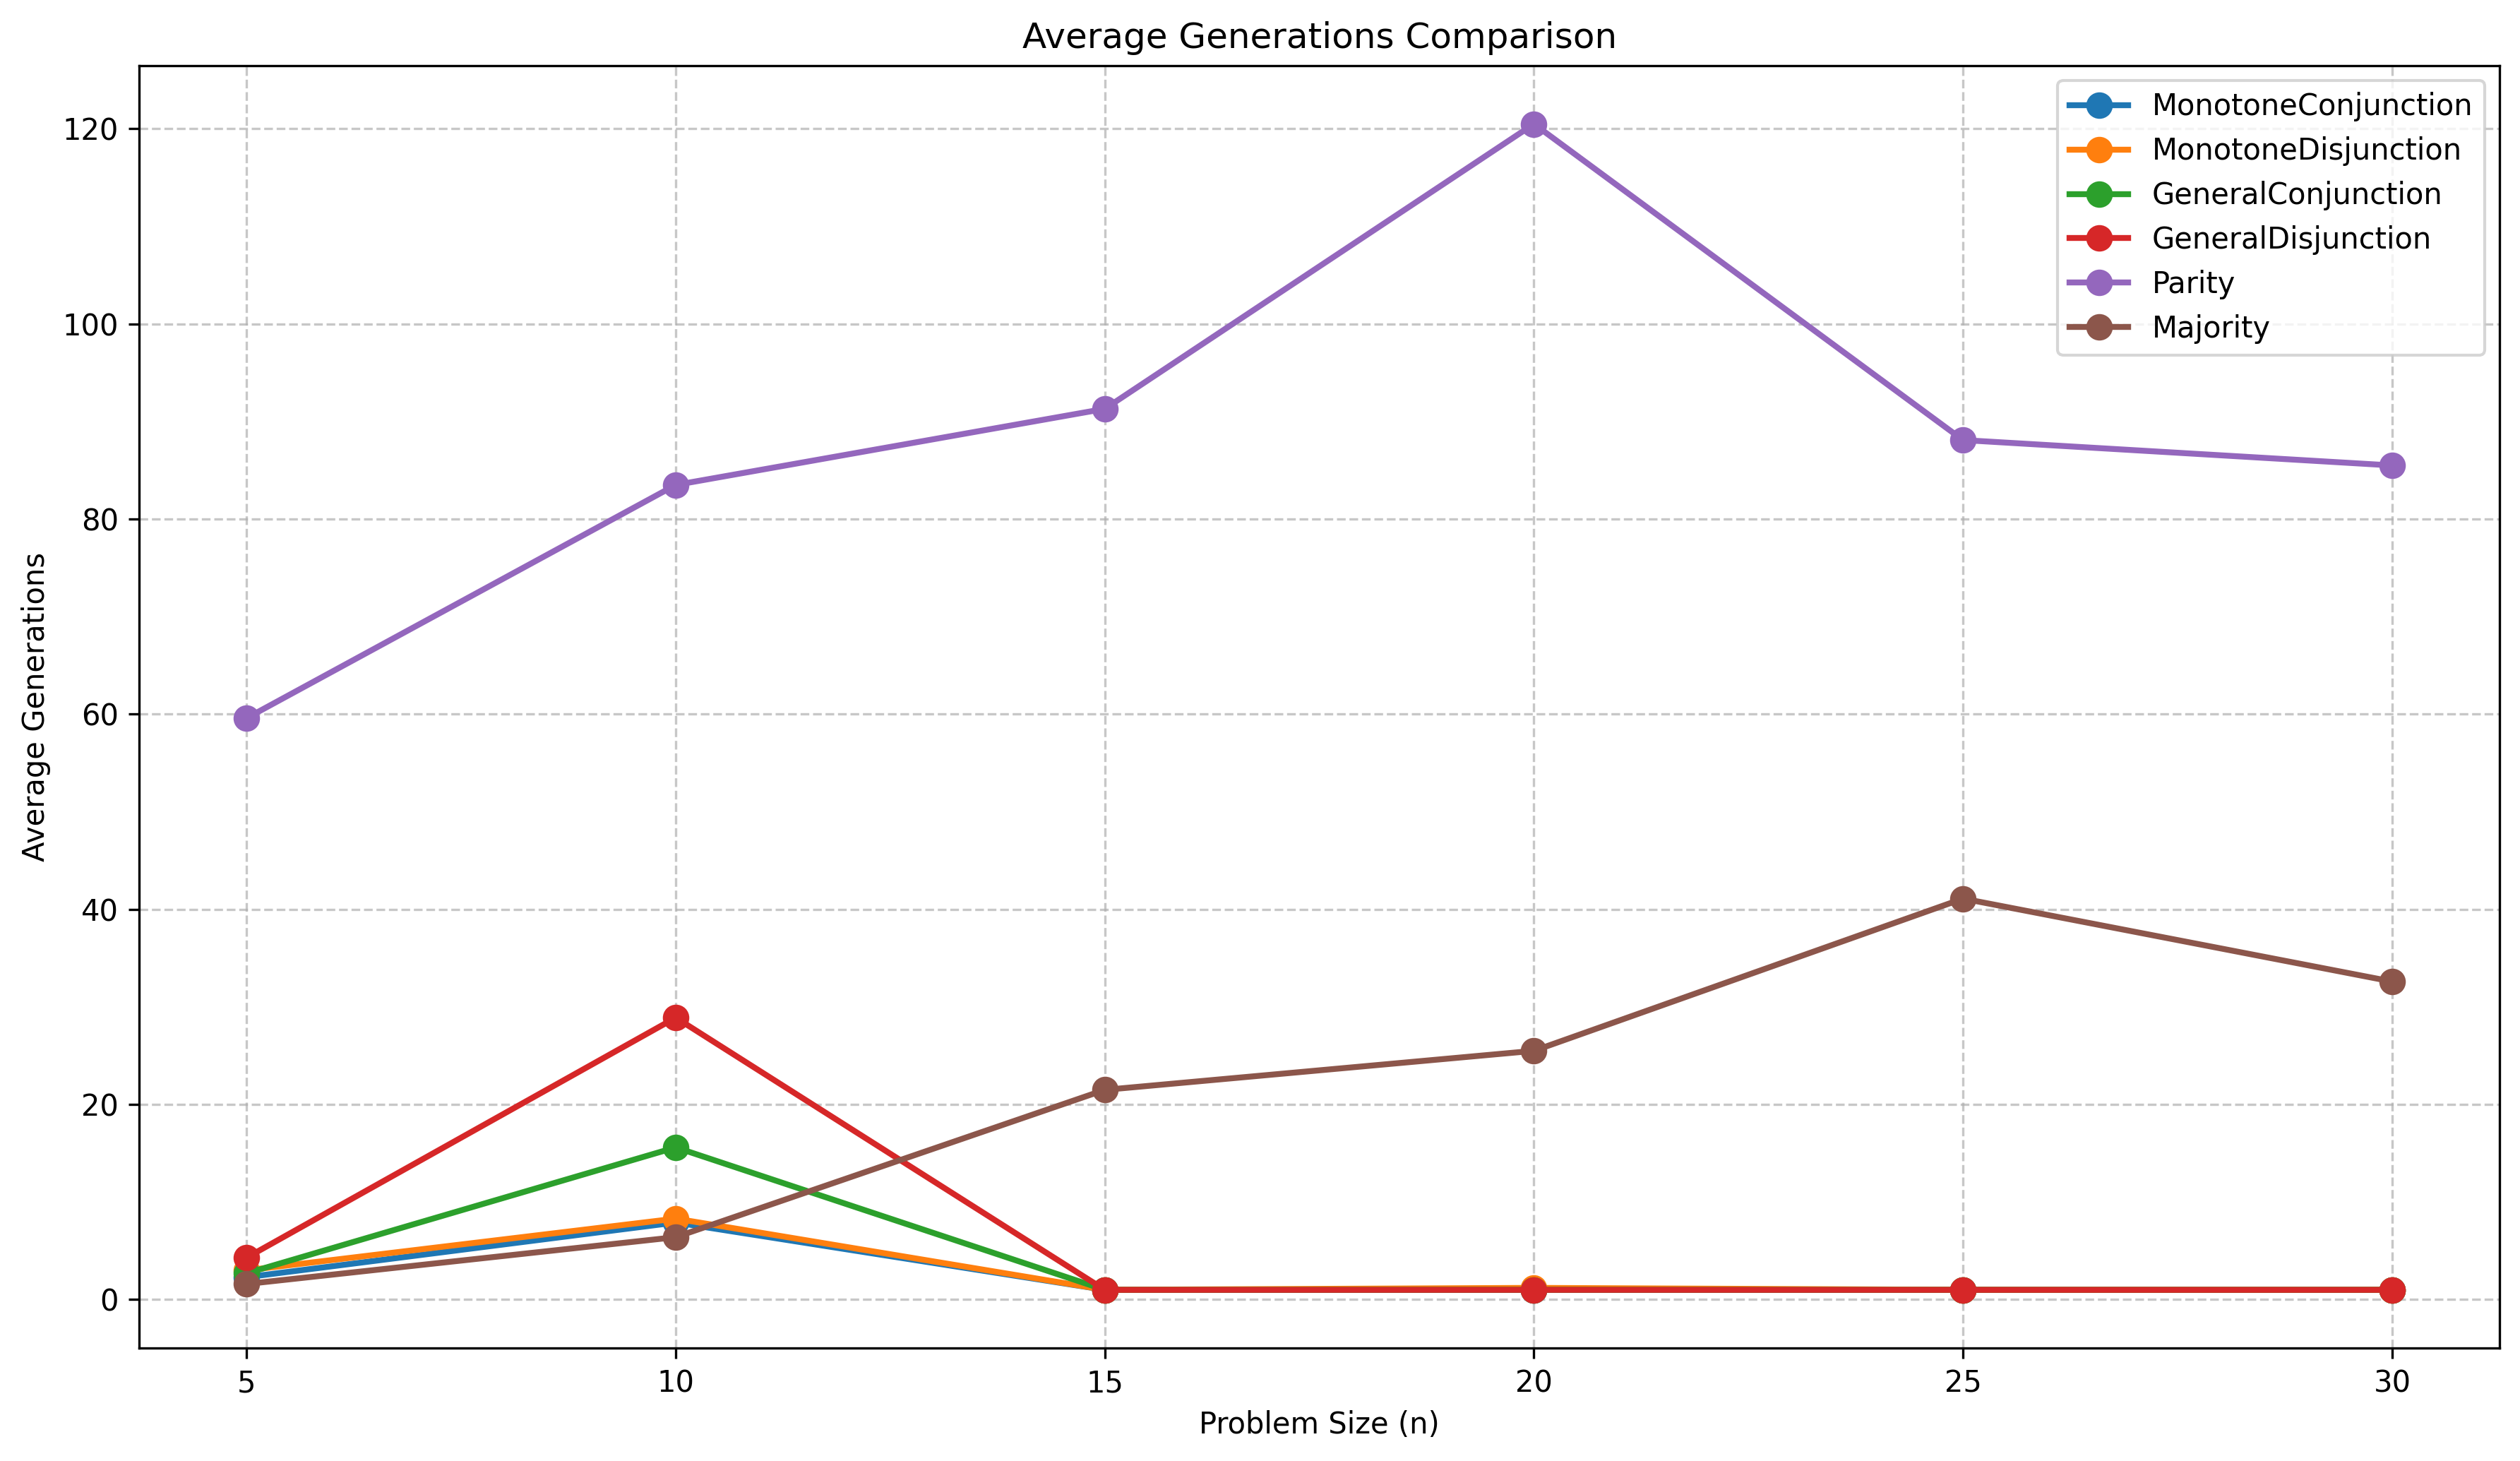 Average Generations Comparison
MonotoneConjunction
MonotoneDisjunction
GeneralConjunction
GeneralDisjunction
Parity
Majority
Average Generations
120
100
80
60
40
20
0
5 10 15 20 25 30
Problem Size (n)